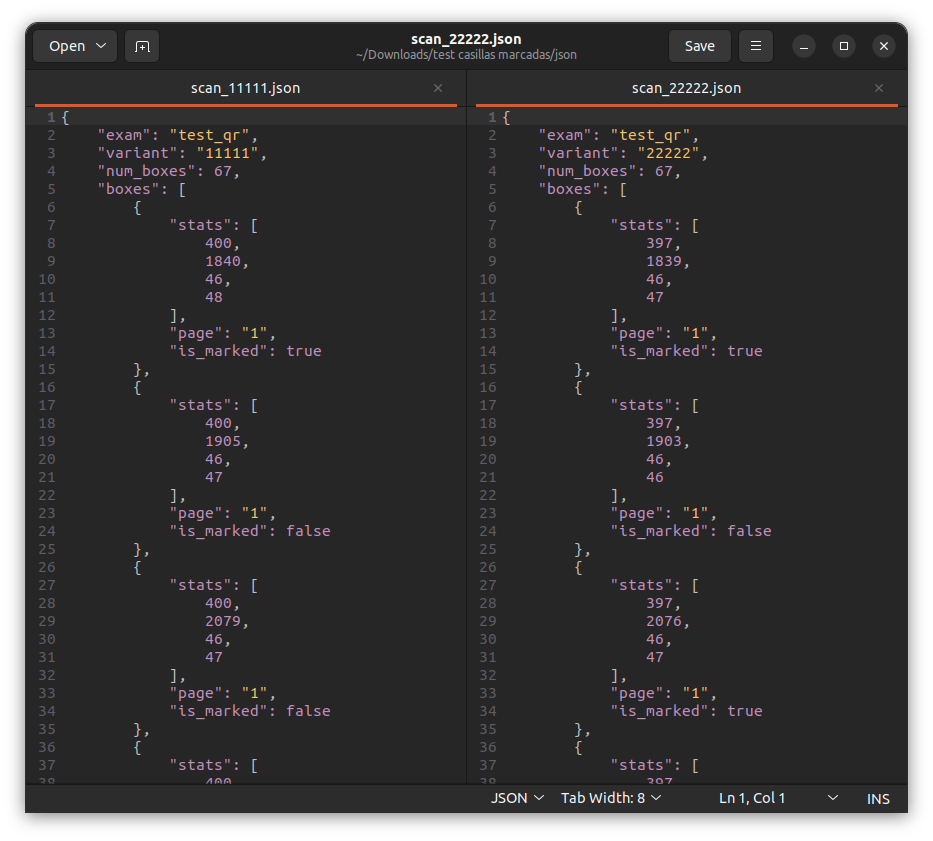 Open
scan_22222.json
~/Downloads/test casillas marcadas/json
Save
scan_11111.json
1 {
2     "exam": "test_qr",
3     "variant": "11111",
4     "num_boxes": 67,
5     "boxes": [
6         {
7             "stats": [
8                 400,
9                 1840,
10                 46,
11                 48
12             ],
13             "page": "1",
14             "is_marked": true
15         },
16         {
17             "stats": [
18                 400,
19                 1905,
20                 46,
21                 47
22             ],
23             "page": "1",
24             "is_marked": false
25         },
26         {
27             "stats": [
28                 400,
29                 2079,
30                 46,
31                 47
32             ],
33             "page": "1",
34             "is_marked": false
35         },
36         {
37             "stats": [
38                 400
scan_22222.json
1 {
2     "exam": "test_qr",
3     "variant": "22222",
4     "num_boxes": 67,
5     "boxes": [
6         {
7             "stats": [
8                 397,
9                 1839,
10                 46,
11                 47
12             ],
13             "page": "1",
14             "is_marked": true
15         },
16         {
17             "stats": [
18                 397,
19                 1903,
20                 46,
21                 46
22             ],
23             "page": "1",
24             "is_marked": false
25         },
26         {
27             "stats": [
28                 397,
29                 2076,
30                 46,
31                 47
32             ],
33             "page": "1",
34             "is_marked": true
35         },
36         {
37             "stats": [
38                 397
JSON Tab Width: 8 Ln 1, Col 1 INS